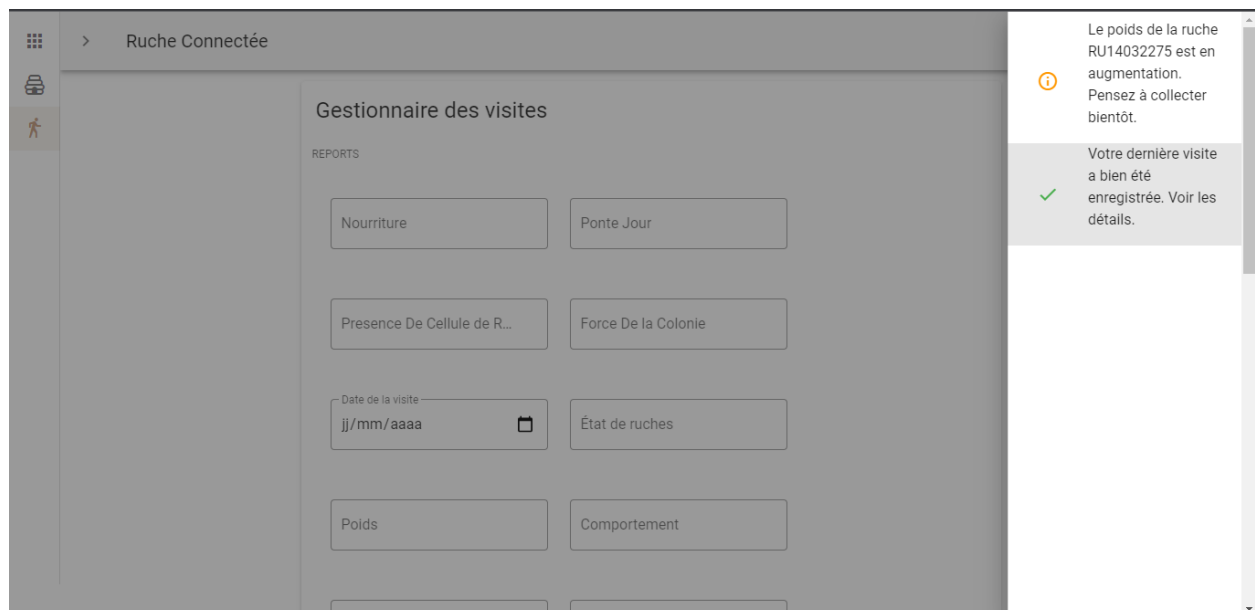 Ruche Connectée
Gestionnaire des visites
REPORTS
Nourriture
Ponte Jour
Presence De Cellule de R...
Force De la Colonie
Date de la visite
jj/mm/aaaa
État de ruches
Poids
Comportement
Le poids de la ruche
RU14032275 est en
augmentation.
Pensez à collecter
bientôt.
Votre dernière visite
a bien été
enregistrée. Voir les
détails.